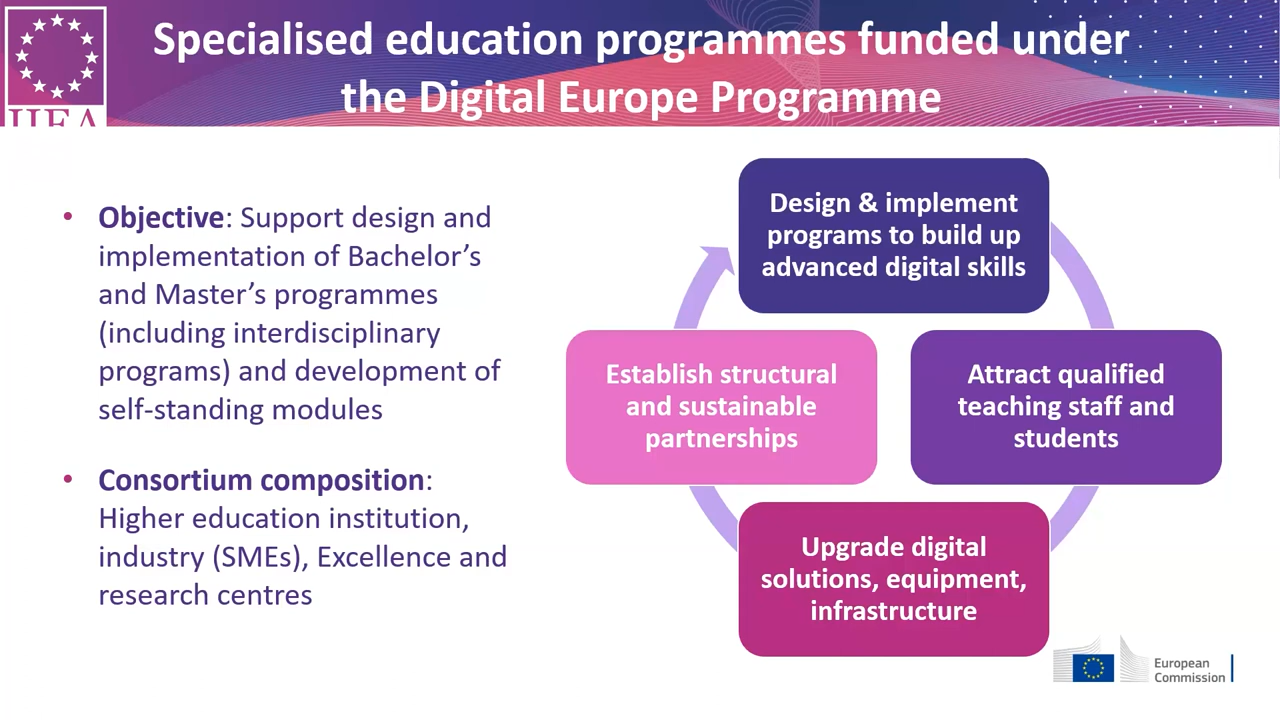 Specialised education programmes funded under
the Digital Europe Programme
IIEA
• Objective: Support design and
implementation of Bachelor's
and Master's programmes
(including interdisciplinary
programs) and development of
self-standing modules
• Consortium composition:
Higher education institution,
industry (SMEs), Excellence and
research centres
Design & implement
programs to build up
advanced digital skills
Attract qualified
teaching staff and
students
Upgrade digital
solutions, equipment,
infrastructure
Establish structural
and sustainable
partnerships
European
Commission